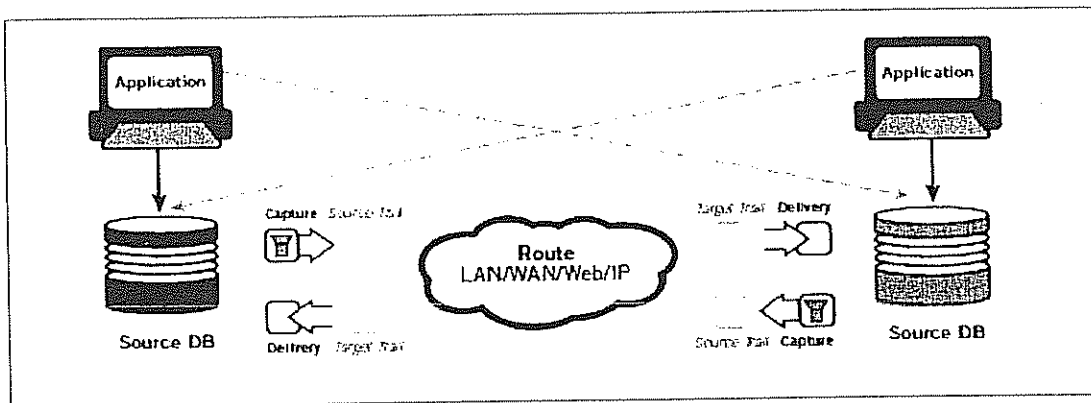 Application
Application
Capture Source Trail
Target Trail Delivery
Route
LAN/WAN/Web/IP
Source DB
Delivery Target Trail
Source Trail Capture
Source DB